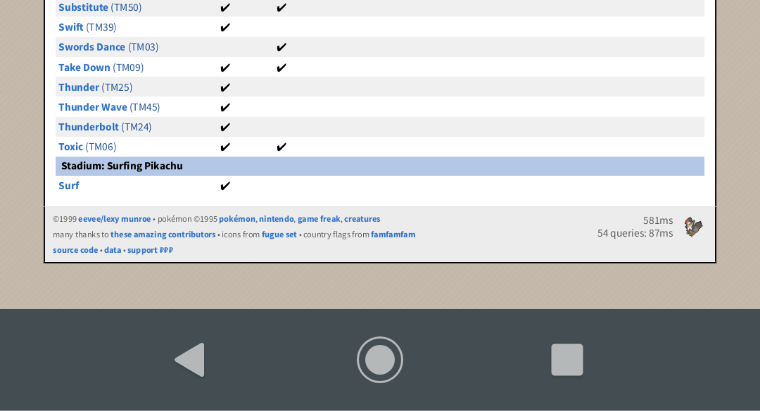 Substitute (TM50) ✔ ✔
Swift (TM39) ✔
Swords Dance (TM03) ✔
Take Down (TM09) ✔ ✔
Thunder (TM25) ✔
Thunder Wave (TM45) ✔
Thunderbolt (TM24) ✔
Toxic (TM06) ✔ ✔
Stadium: Surfing Pikachu
Surf ✔
©1999 eevee/lexy munroe • pokémon ©1995 pokémon, nintendo, game freak, creatures
many thanks to these amazing contributors • icons from fugue set • country flags from famfamfam
source code • data • support ₽₽₽
581ms
54 queries: 87ms